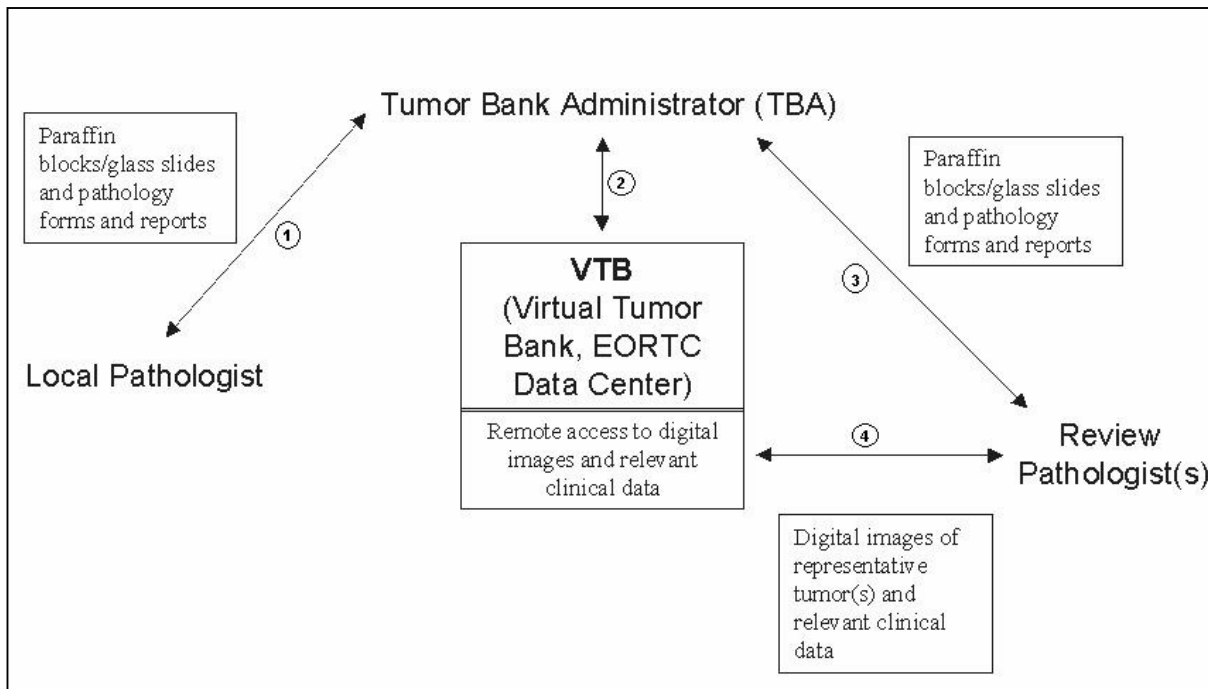 Tumor Bank Administrator (TBA)
Paraffin
blocks/glass slides
and pathology
forms and reports
1
2
Paraffin
blocks/glass slides
and pathology
forms and reports
3
VTB
(Virtual Tumor
Bank, EORTC
Data Center)
Remote access to digital
images and relevant
clinical data
Local Pathologist
4
Review
Pathologist(s)
Digital images of
representative
tumor(s) and
relevant clinical
data